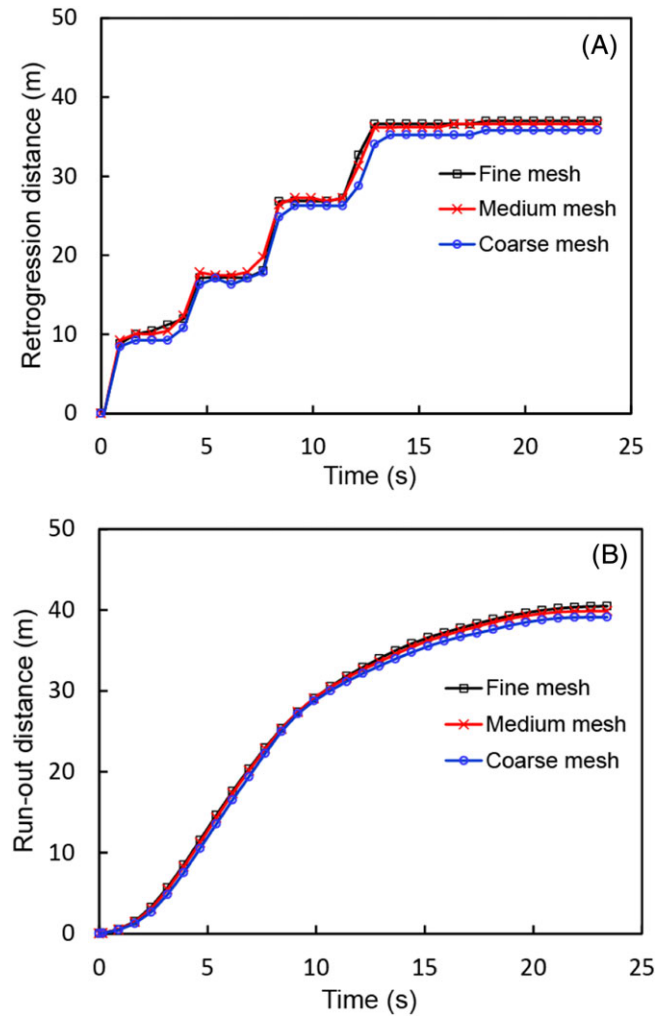 (A)
50
40
30
20
10
0
Retrogression distance (m)
Fine mesh
Medium mesh
Coarse mesh
0 5 10 15 20 25
Time (s)
(B)
50
40
30
20
10
0
Run-out distance (m)
Fine mesh
Medium mesh
Coarse mesh
0 5 10 15 20 25
Time (s)